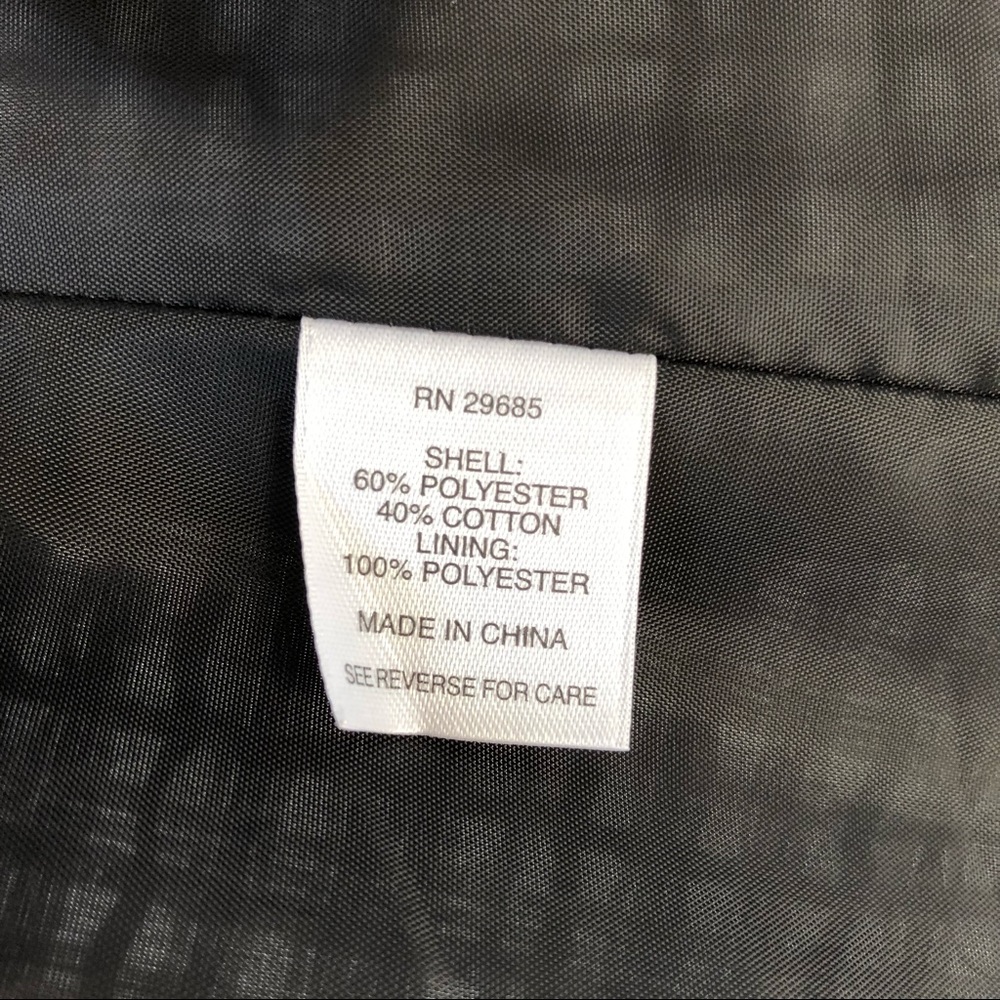 RN 29685
SHELL:
60% POLYESTER
40% COTTON
LINING:
100% POLYESTER
MADE IN CHINA
SEE REVERSE FOR CARE